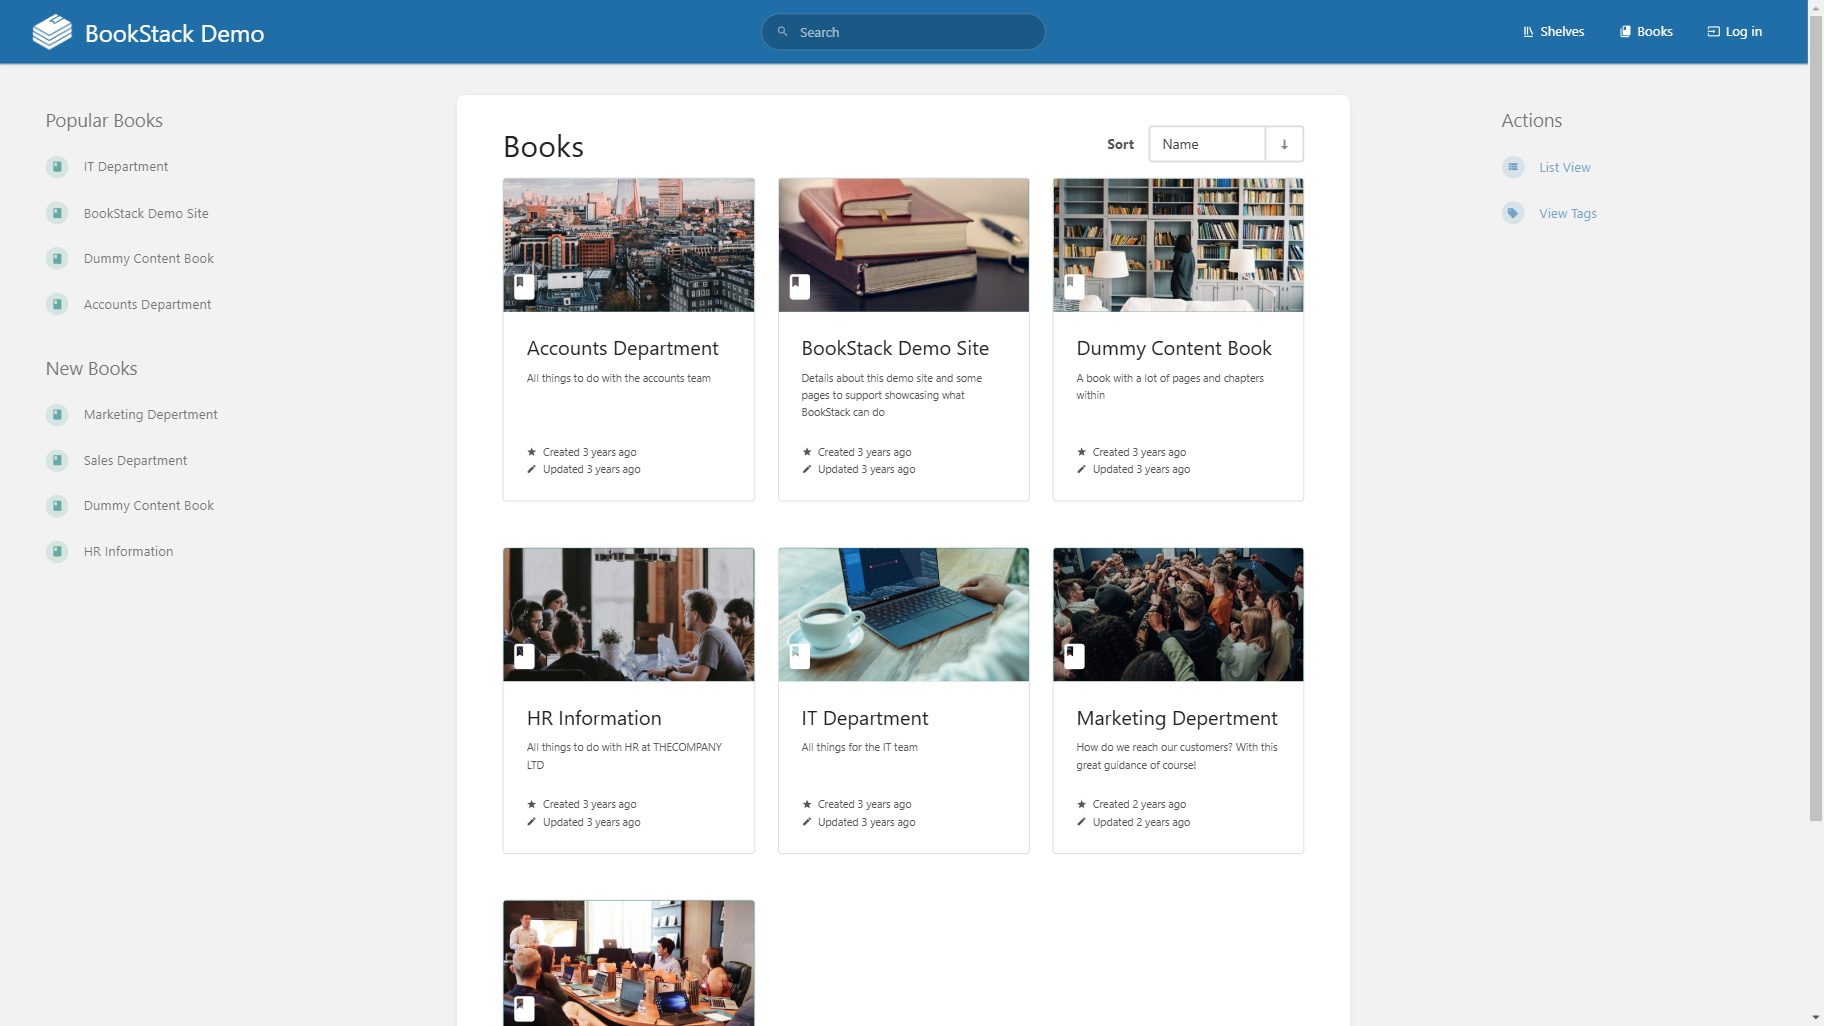 BookStack Demo
Search
Shelves
Books
Log in
Popular Books
IT Department
BookStack Demo Site
Dummy Content Book
Accounts Department
New Books
Marketing Depertment
Sales Department
Dummy Content Book
HR Information
Books
Sort
Name
Accounts Department
All things to do with the accounts team
Created 3 years ago
Updated 3 years ago
BookStack Demo Site
Details about this demo site and some
pages to support showcasing what
BookStack can do
Created 3 years ago
Updated 3 years ago
Dummy Content Book
A book with a lot of pages and chapters
within
Created 3 years ago
Updated 3 years ago
HR Information
All things to do with HR at THECOMPANY
LTD
Created 3 years ago
Updated 3 years ago
IT Department
All things for the IT team
Created 3 years ago
Updated 3 years ago
Marketing Depertment
How do we reach our customers? With this
great guidance of course!
Created 2 years ago
Updated 2 years ago
Actions
List View
View Tags